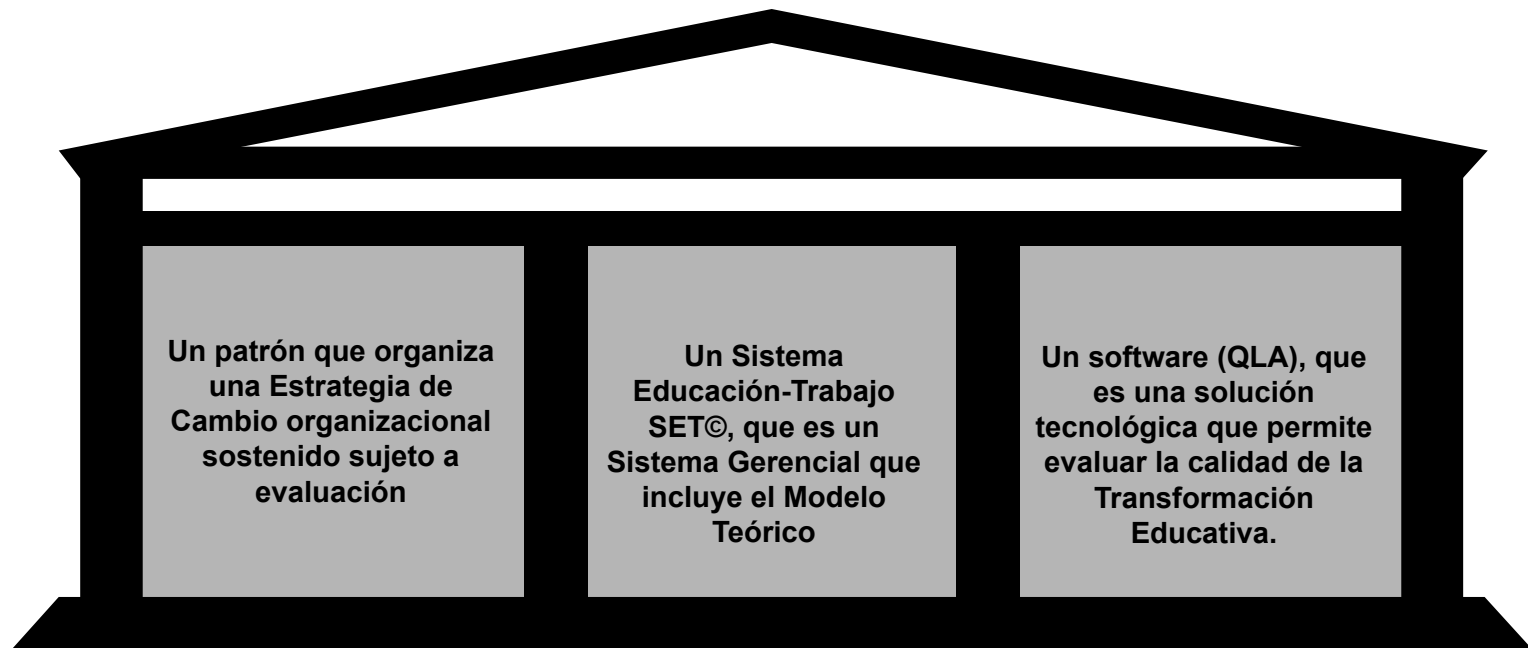 Un patrón que organiza
una Estrategia de
Cambio organizacional
sostenido sujeto a
evaluación
Un Sistema
Educación-Trabajo
SET©, que es un
Sistema Gerencial que
incluye el Modelo
Teórico
Un software (QLA), que
es una solución
tecnológica que permite
evaluar la calidad de la
Transformación
Educativa.